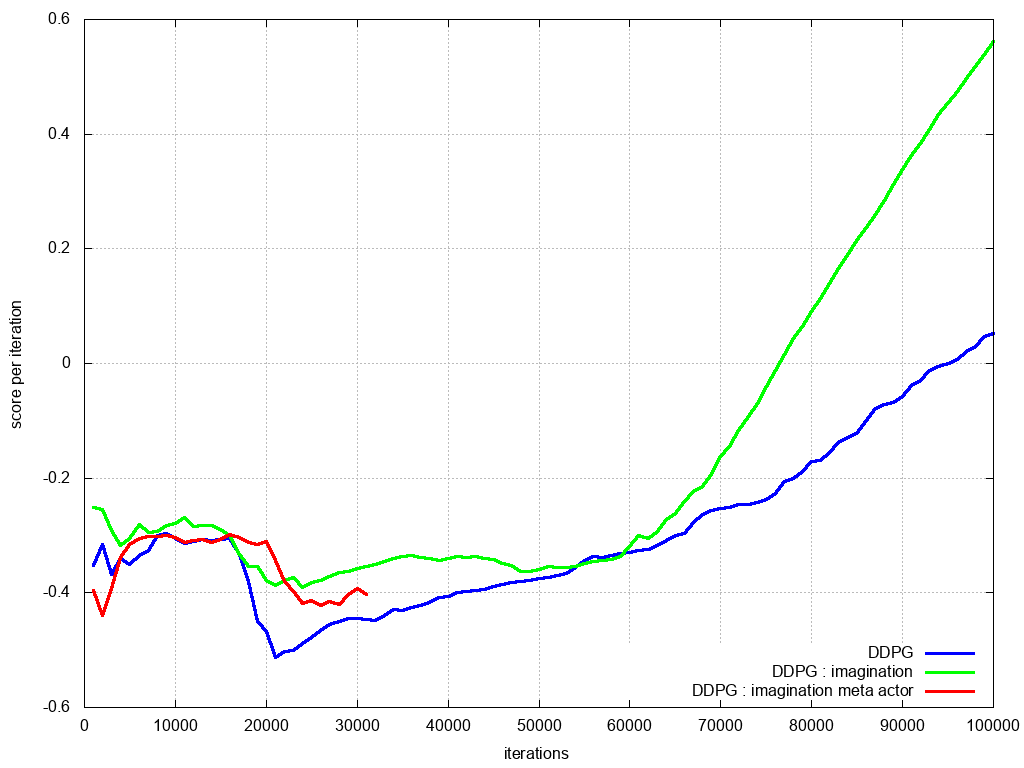 0.6
0.4
0.2
0
-0.2
-0.4
-0.6
score per iteration
DDPG
DDPG : imagination
DDPG : imagination meta actor
0 10000 20000 30000 40000 50000 60000 70000 80000 90000 100000
iterations